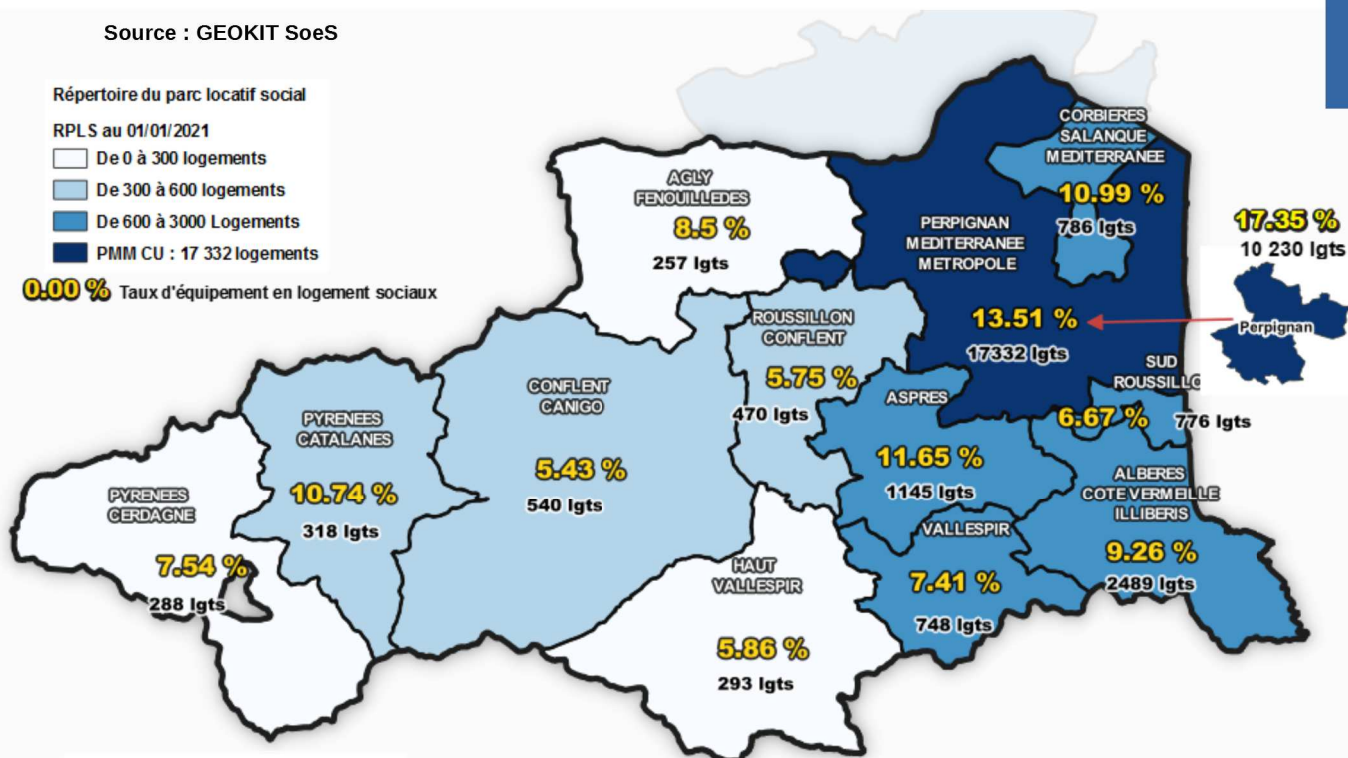 Source : GEOKIT SoeS
Répertoire du parc locatif social
RPLS au 01/01/2021
De 0 à 300 logements
De 300 à 600 logements
De 600 à 3000 Logements
PMM CU : 17 332 logements
0.00 % Taux d'équipement en logement sociaux
CORBIERES
SALANQUE
MEDITERRANEE
10.99 %
786 lgts
AGLY
FENOUILLEDES
8.5 %
257 lgts
PERPIGNAN
MEDITERRANEE
METROPOLE
13.51 %
17332 lgts
17.35 %
10 230 lgts
Perpignan
ROUSSILLON
CONFLENT
5.75 %
470 lgts
SUD
ROUSSILLO
6.67 %
776 lgts
CONFLENT
CANIGO
5.43 %
540 lgts
ASPRES
11.65 %
1145 lgts
PYRENEES
CATALANES
10.74 %
318 lgts
ALBERES
COTE VERMEILLE
ILLIBERIS
9.26 %
2489 lgts
PYRENEES
CERDAGNE
7.54 %
288 lgts
VALLESPIR
7.41 %
748 lgts
HAUT
VALLESPIR
5.86 %
293 lgts